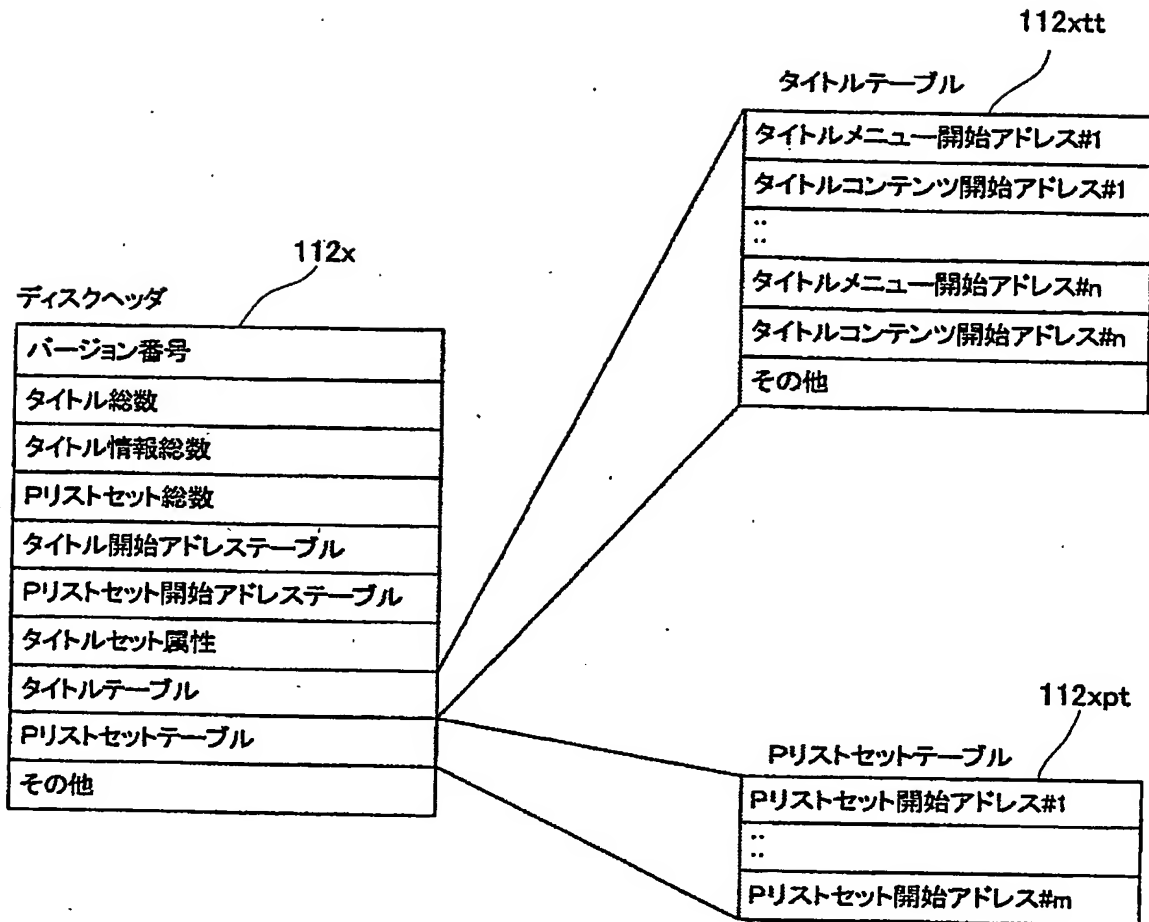 112x
ディスクヘッダ
バージョン番号
タイトル総数
タイトル情報総数
Pリストセット総数
タイトル開始アドレステーブル
Pリストセット開始アドレステーブル
タイトルセット属性
タイトルテーブル
Pリストセットテーブル
その他
112xtt
タイトルテーブル
タイトルメニュー開始アドレス#1
タイトルコンテンツ開始アドレス#1
::
タイトルメニュー開始アドレス#n
タイトルコンテンツ開始アドレス#n
その他
112xpt
Pリストセットテーブル
Pリストセット開始アドレス#1
::
Pリストセット開始アドレス#m